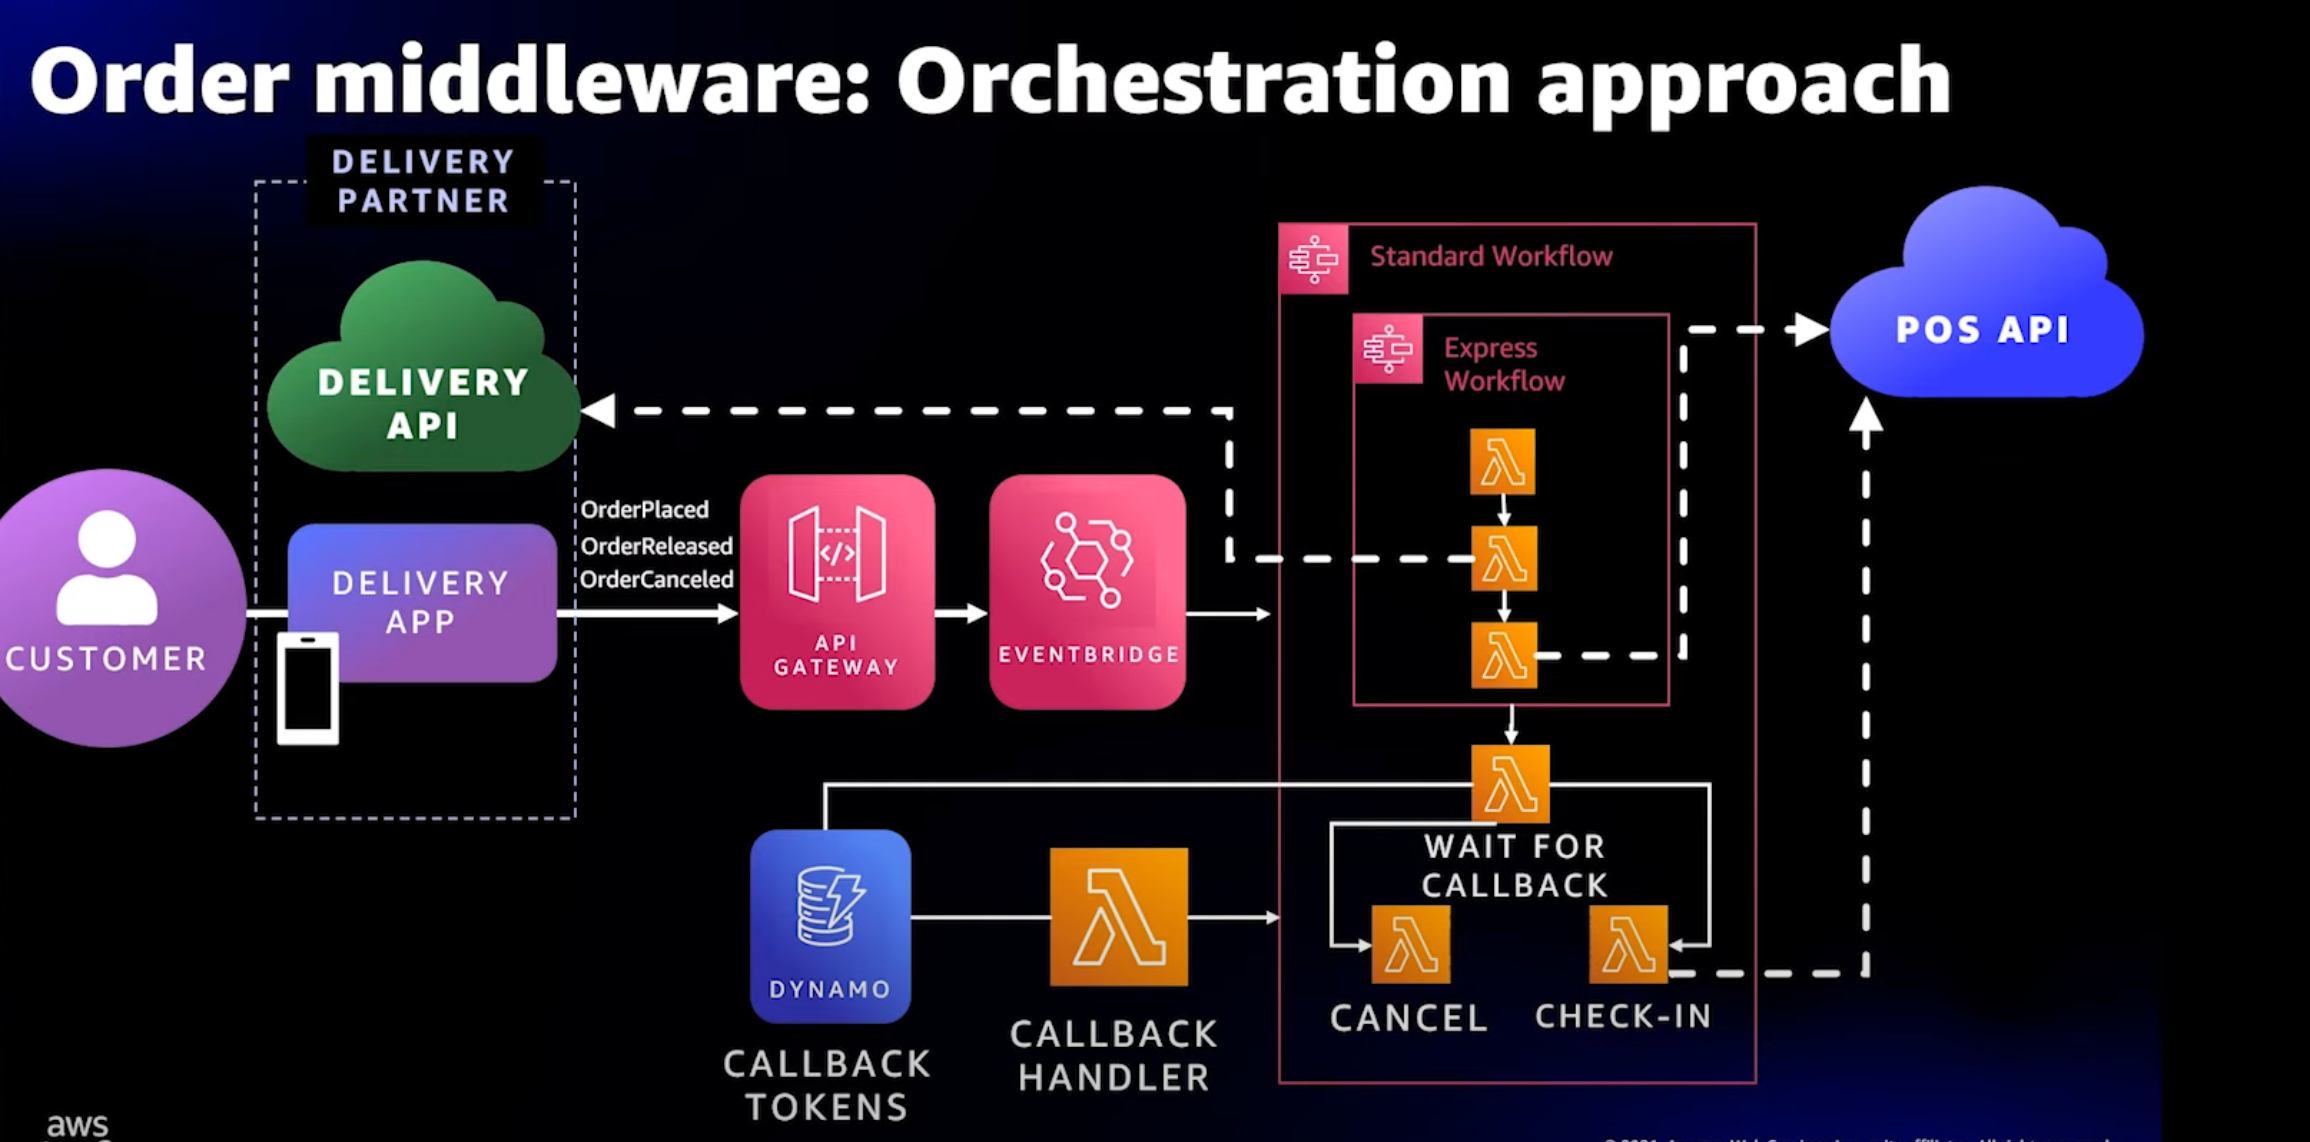 Order middleware: Orchestration approach
DELIVERY
PARTNER
DELIVERY
API
CUSTOMER
DELIVERY
APP
OrderPlaced
OrderReleased
OrderCanceled
API
GATEWAY
EVENTBRIDGE
Standard Workflow
Express
Workflow
POS API
WAIT FOR
CALLBACK
CANCEL
CHECK-IN
DYNAMO
CALLBACK
TOKENS
CALLBACK
HANDLER
aws